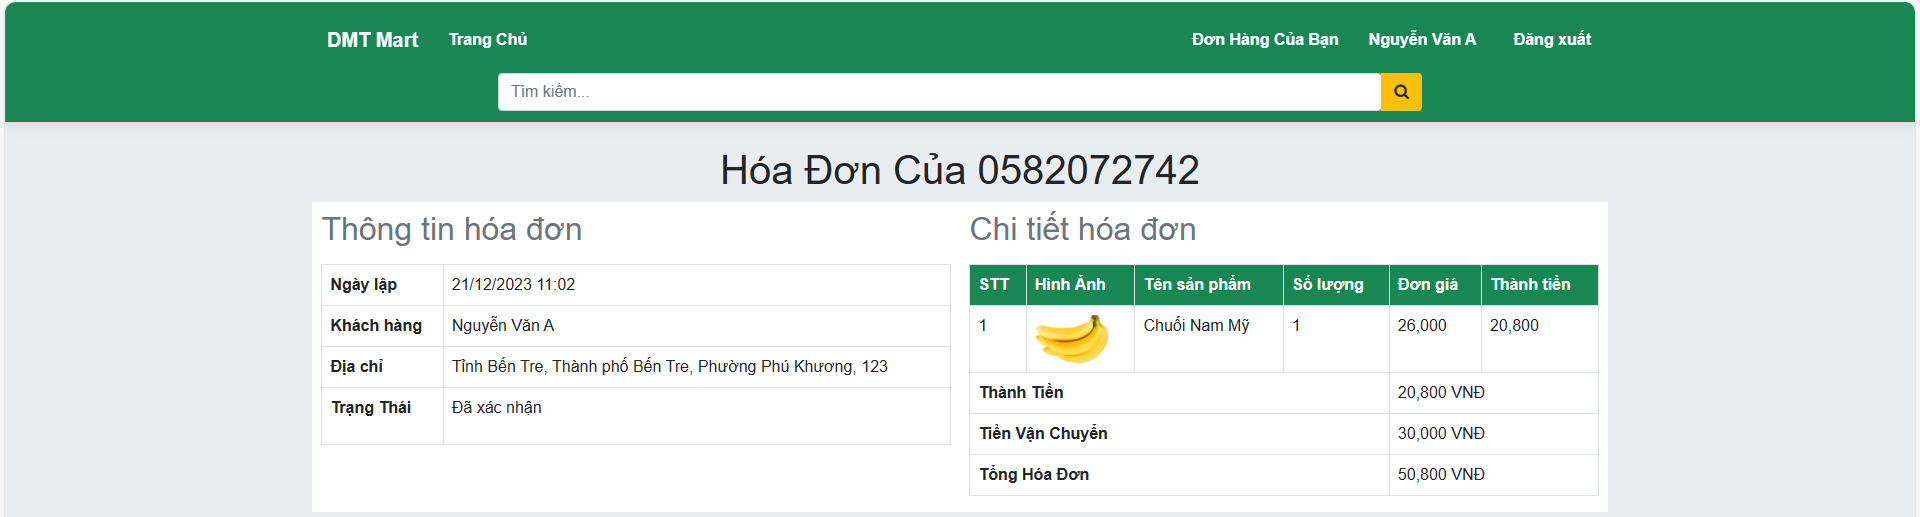 DMT Mart Trang Chủ Đơn Hàng Của Bạn Nguyễn Văn A Đăng xuất
Tìm kiếm...
Hóa Đơn Của 0582072742
Thông tin hóa đơn
Ngày lập 21/12/2023 11:02
Khách hàng Nguyễn Văn A
Địa chỉ Tỉnh Bến Tre, Thành phố Bến Tre, Phường Phú Khương, 123
Trạng Thái Đã xác nhận
Chi tiết hóa đơn
STT Hình Ảnh Tên sản phẩm Số lượng Đơn giá Thành tiền
1 Chuối Nam Mỹ 1 26,000 20,800
Thành Tiền 20,800 VNĐ
Tiền Vận Chuyển 30,000 VNĐ
Tổng Hóa Đơn 50,800 VNĐ